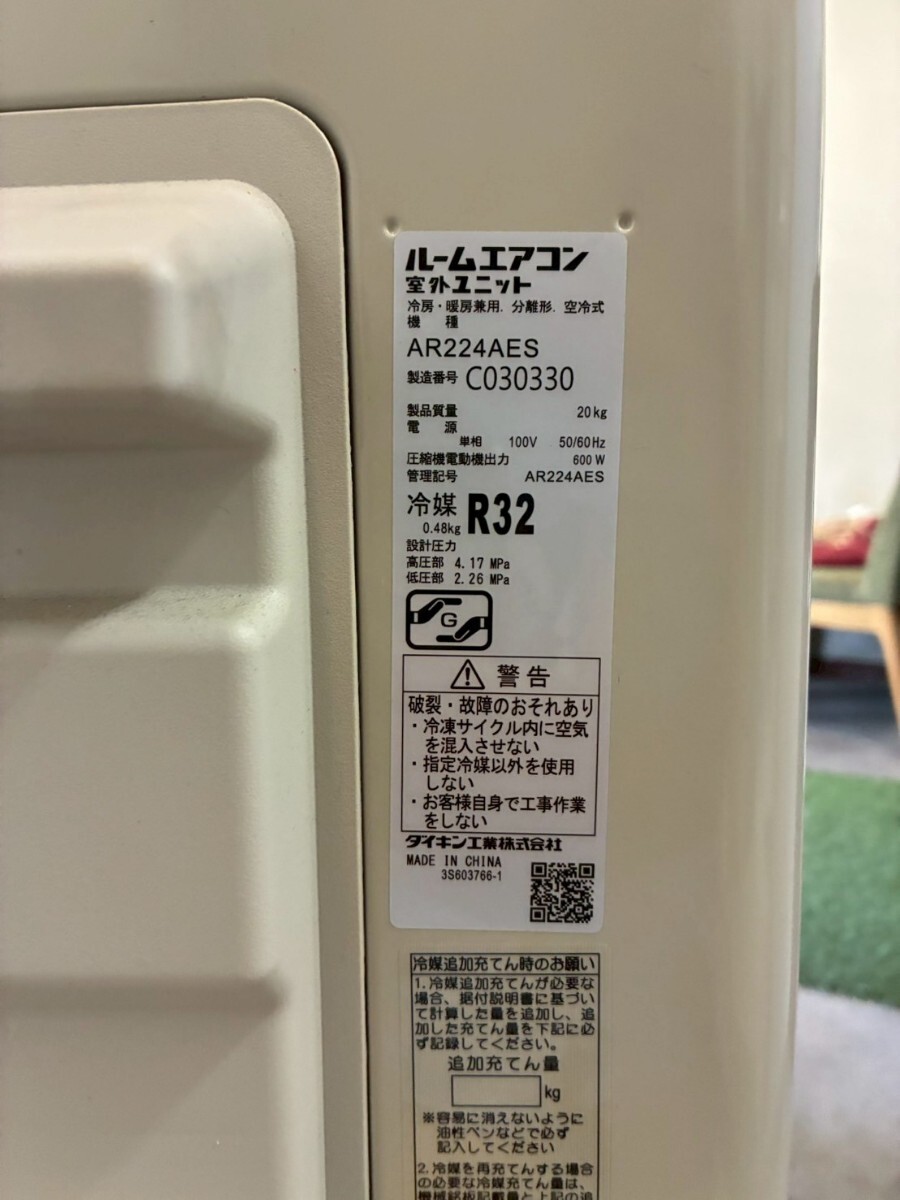 ルームエアコン
室外ユニット
冷房・暖房兼用. 分離形. 空冷式
機 種
AR224AES
製造番号 C030330
製品質量 20kg
電 源
単相 100V 50/60Hz
圧縮機電動機出力 600W
管理記号 AR224AES
冷媒 R32
0.48kg
設計圧力
高圧部 4.17 MPa
低圧部 2.26 MPa
G
警告
破裂・故障のおそれあり
・冷凍サイクル内に空気
を混入させない
・指定冷媒以外を使用
しない
・お客様自身で工事作業
をしない
ダイキン工業株式会社
MADE IN CHINA
3S603766-1
冷媒追加充てん時のお願い
1.冷媒追加充てんが必要な
場合、据付説明書に基づい
て計算した量を追加し、追
加した充てん量を下記に必
ず記録してください。
追加充てん量
kg
※容易に消えないように
油性ペンなどで必ず
記入してください
2.冷媒を再充てんする場合
の必要な冷媒充てん量は、
機械銘板記載量と上記の追